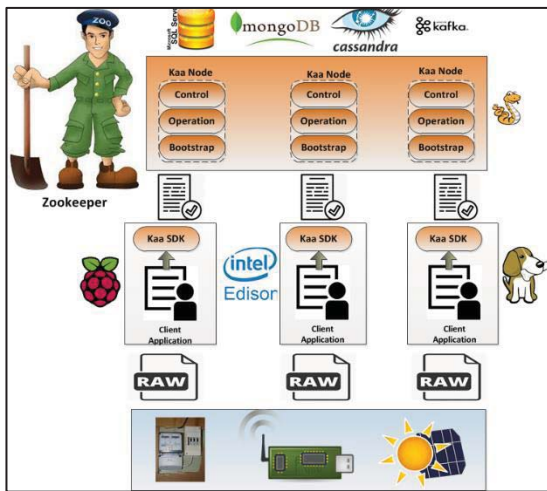 Microsoft
SQL Server
mongoDB
cassandra
kafka
ZOO
Zookeeper
Kaa Node
Kaa Node
Kaa Node
Control
Control
Control
Operation
Operation
Operation
Bootstrap
Bootstrap
Bootstrap
Kaa SDK
Kaa SDK
Kaa SDK
intel
Edison
Client
Application
Client
Application
Client
Application
RAW
RAW
RAW